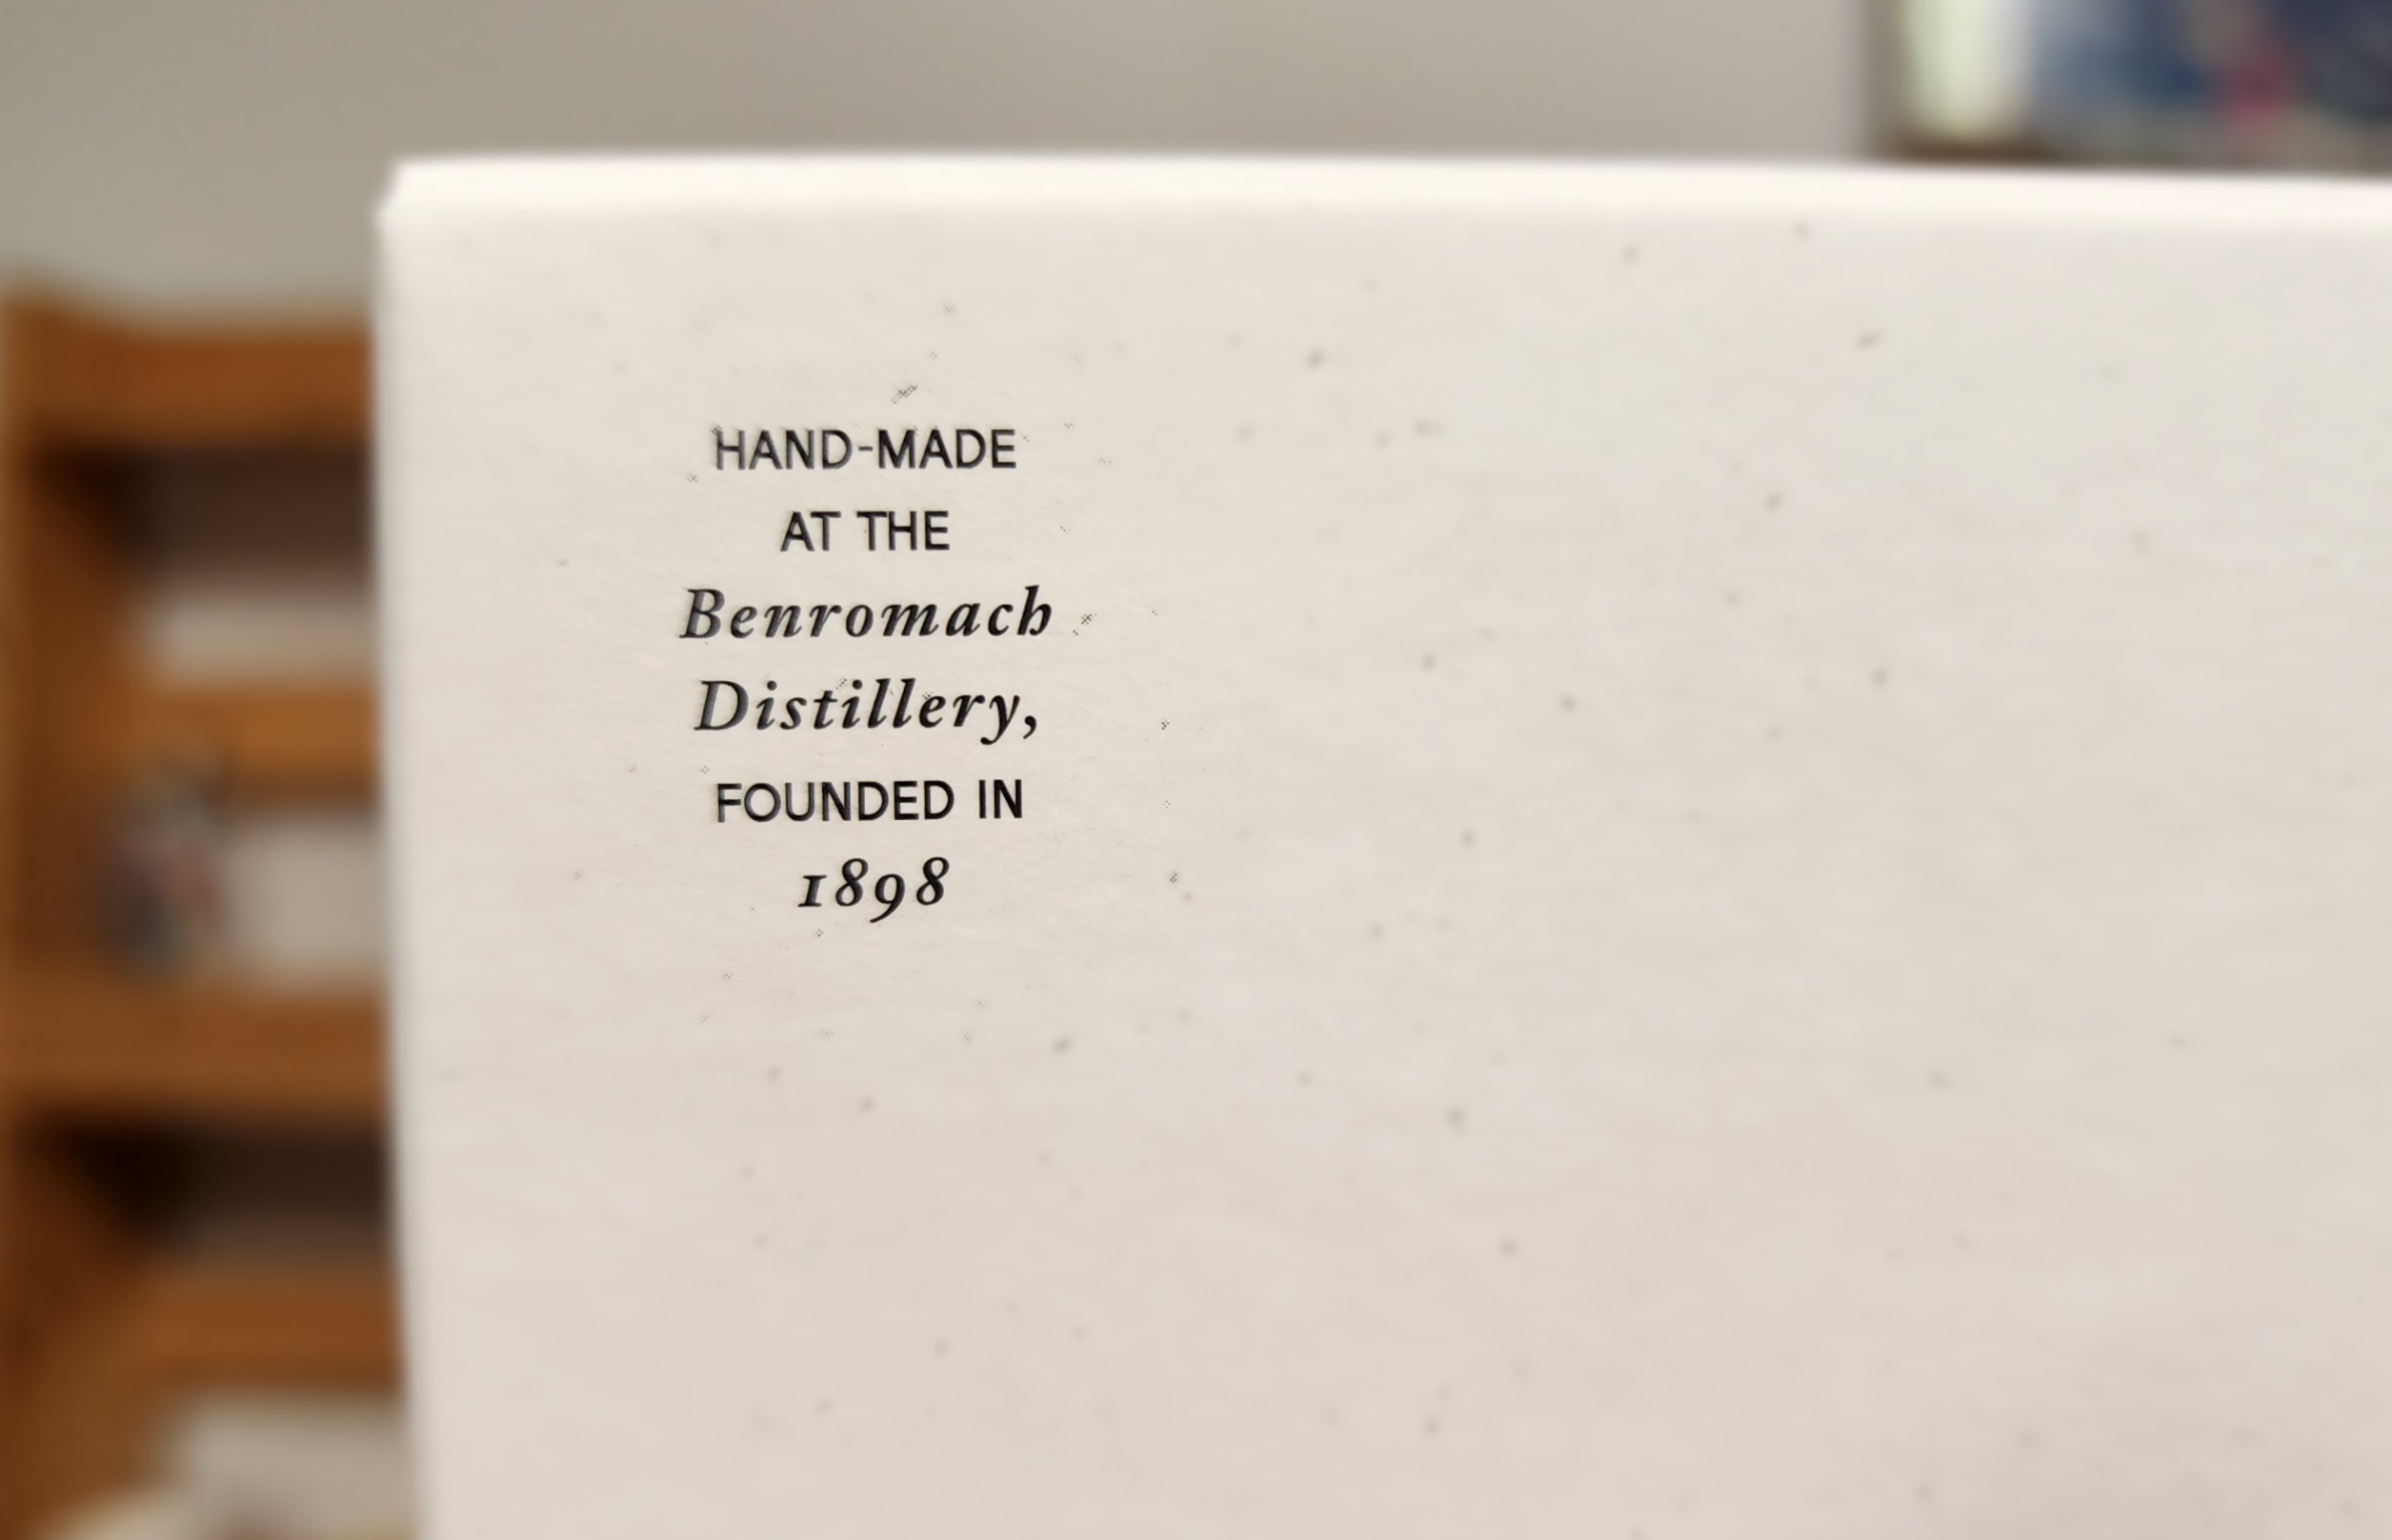 HAND-MADE
AT THE
Benromach
Distillery,
FOUNDED IN
1898